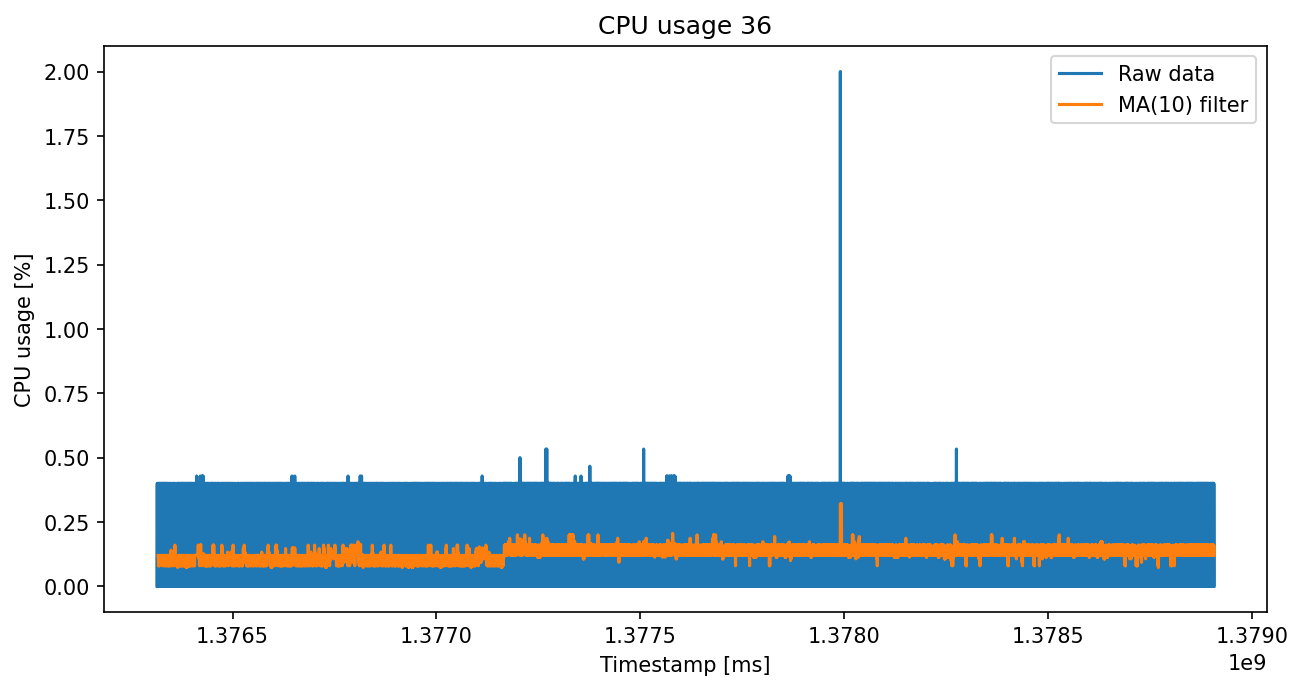 CPU usage 36
Raw data
MA(10) filter
CPU usage [%]
2.00
1.75
1.50
1.25
1.00
0.75
0.50
0.25
0.00
1.3765 1.3770 1.3775 1.3780 1.3785 1.3790
1e9
Timestamp [ms]